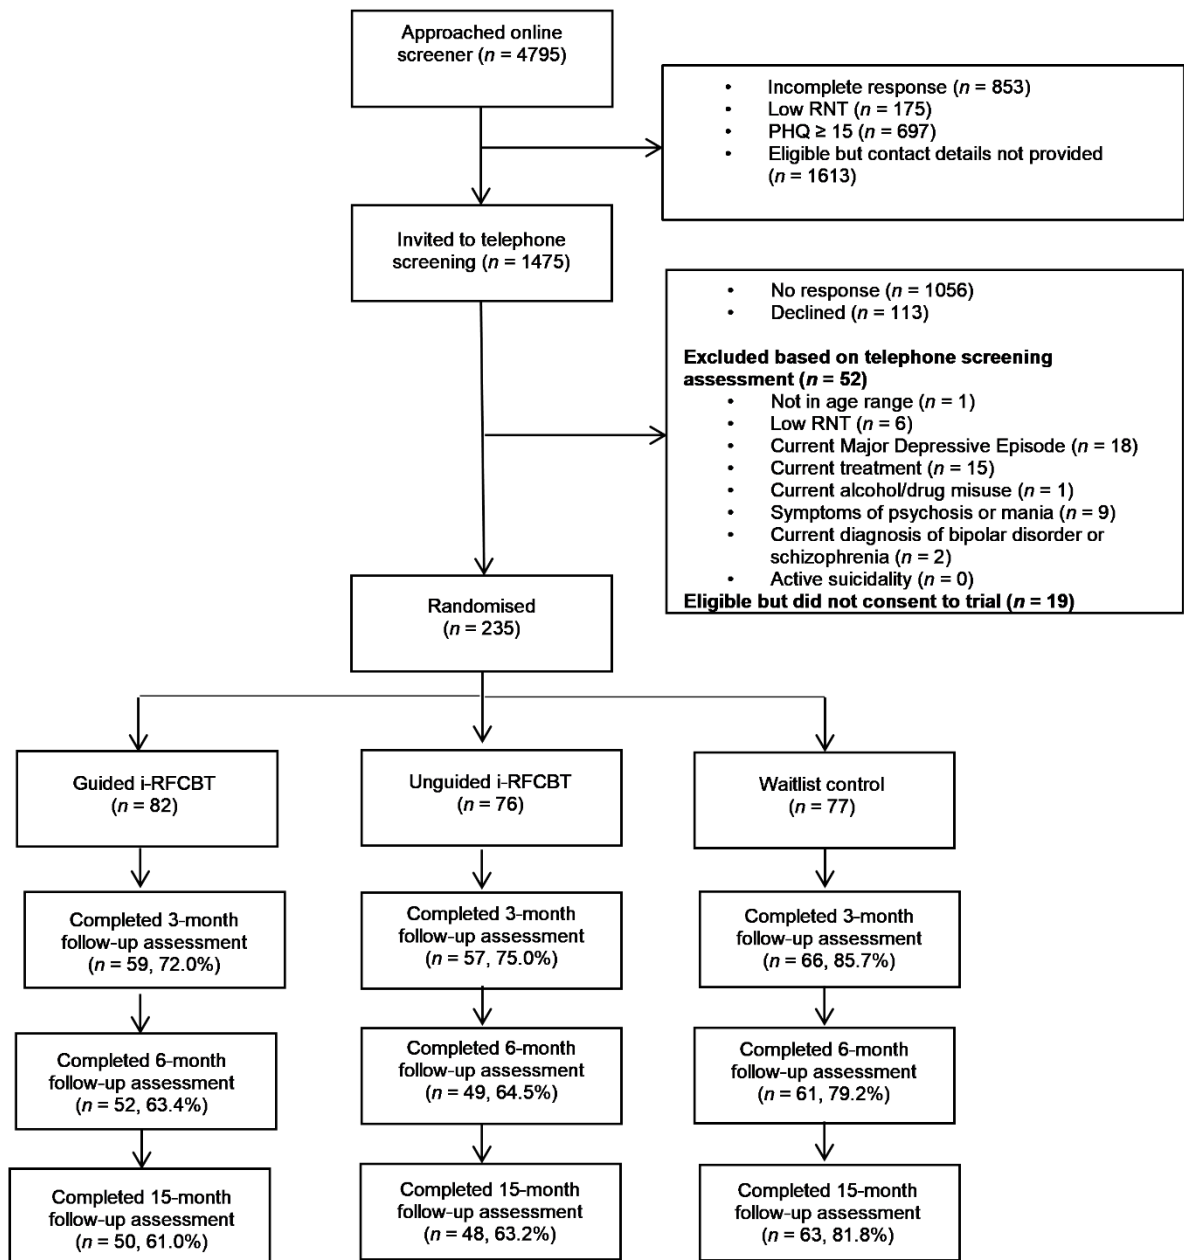 Approached online
screener (n = 4795)
• Incomplete response (n = 853)
• Low RNT (n = 175)
• PHQ ≥ 15 (n = 697)
• Eligible but contact details not provided
(n = 1613)
Invited to telephone
screening (n = 1475)
• No response (n = 1056)
• Declined (n = 113)
Excluded based on telephone screening
assessment (n = 52)
• Not in age range (n = 1)
• Low RNT (n = 6)
• Current Major Depressive Episode (n = 18)
• Current treatment (n = 15)
• Current alcohol/drug misuse (n = 1)
• Symptoms of psychosis or mania (n = 9)
• Current diagnosis of bipolar disorder or
schizophrenia (n = 2)
• Active suicidality (n = 0)
Eligible but did not consent to trial (n = 19)
Randomised
(n = 235)
Guided i-RFCBT
(n = 82)
Unguided i-RFCBT
(n = 76)
Waitlist control
(n = 77)
Completed 3-month
follow-up assessment
(n = 59, 72.0%)
Completed 3-month
follow-up assessment
(n = 57, 75.0%)
Completed 3-month
follow-up assessment
(n = 66, 85.7%)
Completed 6-month
follow-up assessment
(n = 52, 63.4%)
Completed 6-month
follow-up assessment
(n = 49, 64.5%)
Completed 6-month
follow-up assessment
(n = 61, 79.2%)
Completed 15-month
follow-up assessment
(n = 50, 61.0%)
Completed 15-month
follow-up assessment
(n = 48, 63.2%)
Completed 15-month
follow-up assessment
(n = 63, 81.8%)